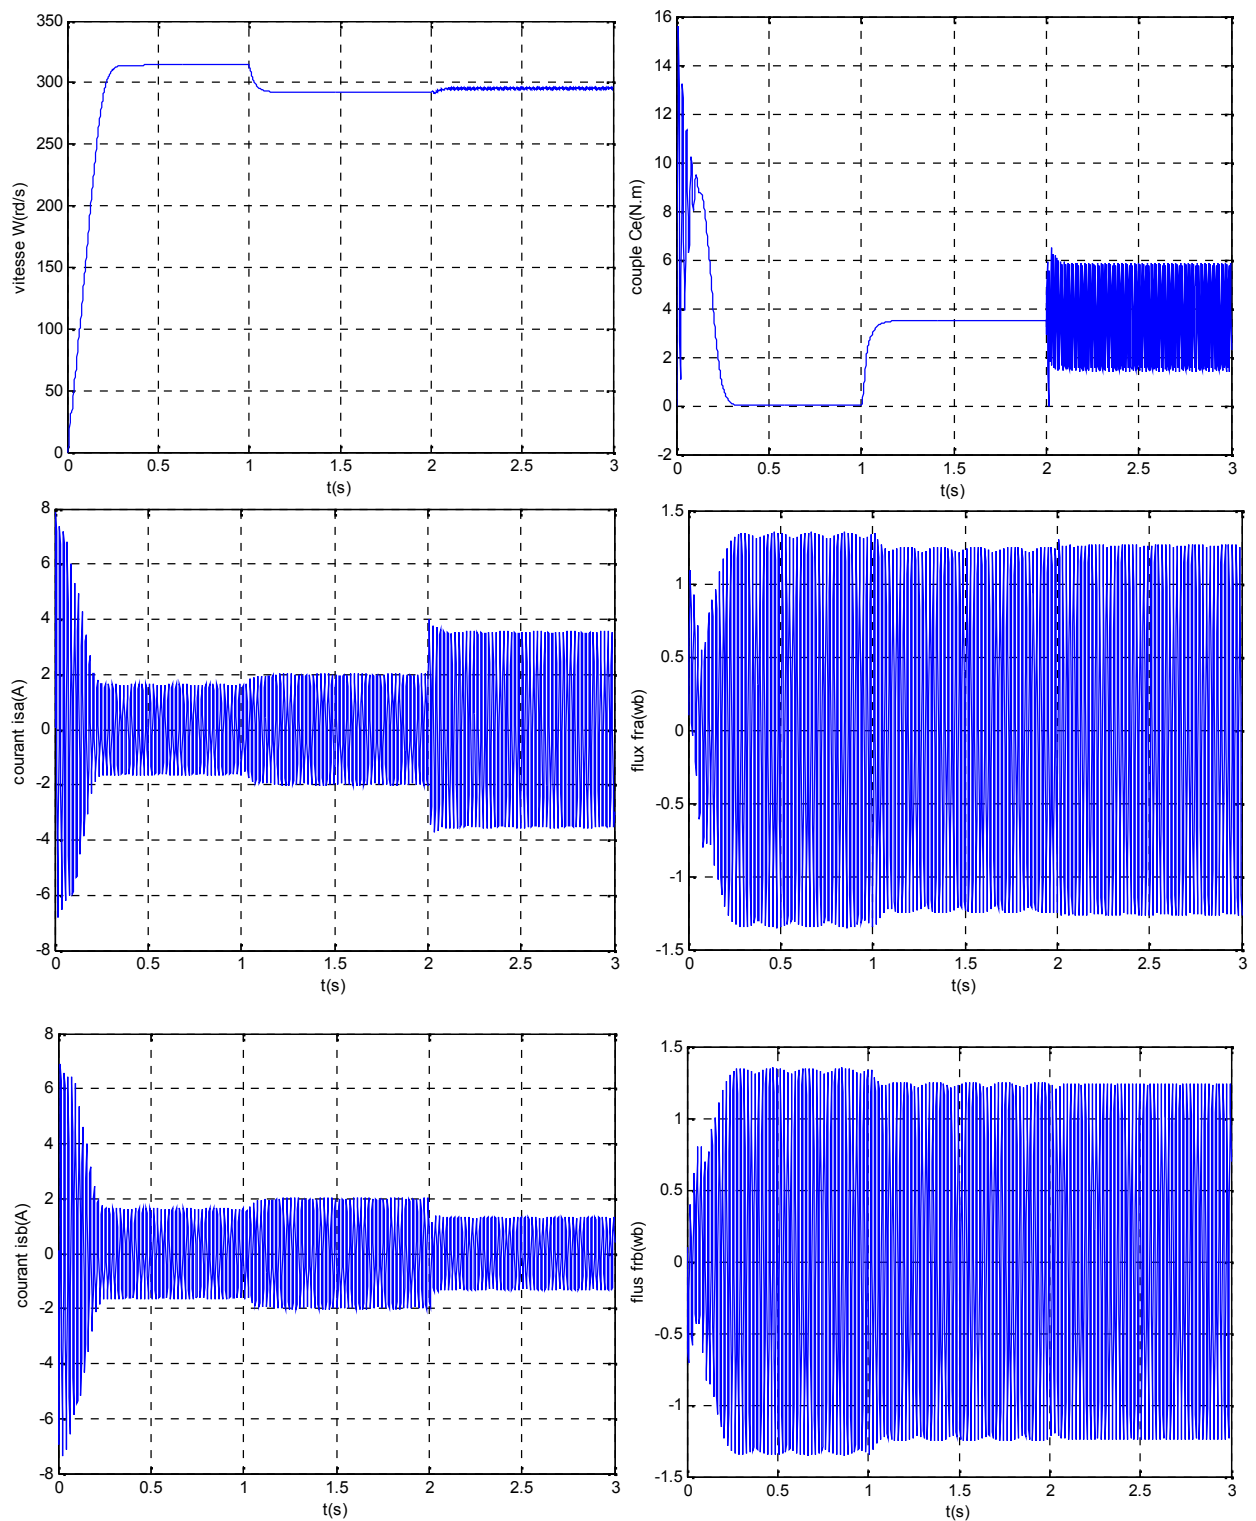 350
300
250
200
150
100
50
0
vitesse W(rd/s)
0 0.5 1 1.5 2 2.5 3
t(s)
16
14
12
10
8
6
4
2
0
-2
couple Ce(N.m)
0 0.5 1 1.5 2 2.5 3
t(s)
8
6
4
2
0
-2
-4
-6
-8
courant isa(A)
0 0.5 1 1.5 2 2.5 3
t(s)
1.5
1
0.5
0
-0.5
-1
-1.5
flux fra(wb)
0 0.5 1 1.5 2 2.5 3
t(s)
8
6
4
2
0
-2
-4
-6
-8
courant isb(A)
0 0.5 1 1.5 2 2.5 3
t(s)
1.5
1
0.5
0
-0.5
-1
-1.5
flus frb(wb)
0 0.5 1 1.5 2 2.5 3
t(s)